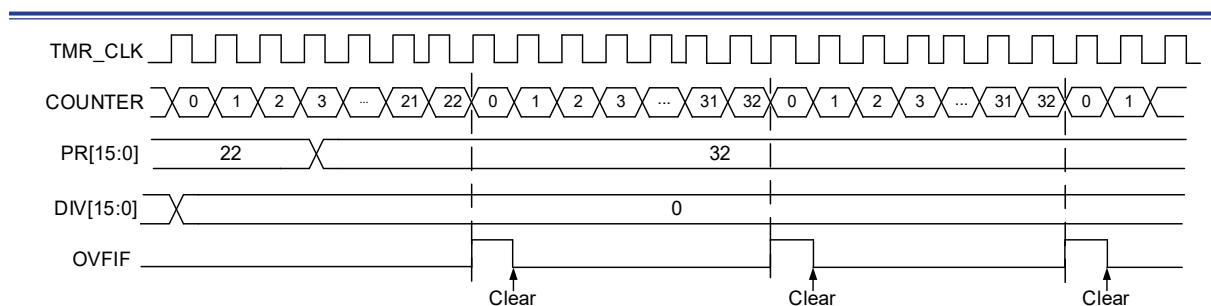 TMR_CLK
COUNTER 0 1 2 3 ... 21 22 0 1 2 3 ... 31 32 0 1 2 3 ... 31 32 0 1
PR[15:0] 22 32
DIV[15:0] 0
OVFIF
Clear Clear Clear